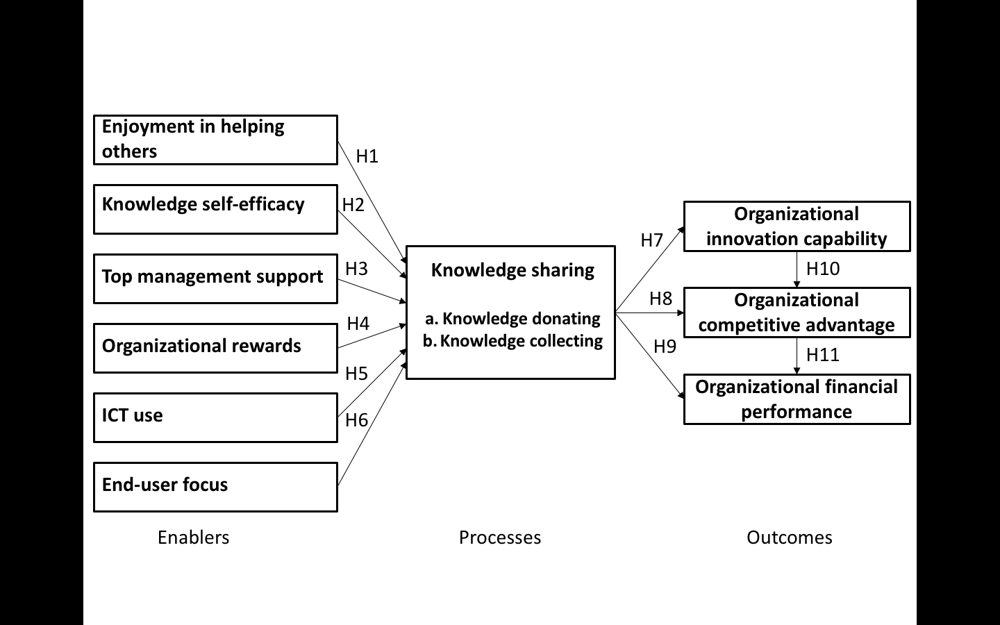 Enjoyment in helping
others
Knowledge self-efficacy
Top management support
Organizational rewards
ICT use
End-user focus
H1
H2
H3
H4
H5
H6
Knowledge sharing
a. Knowledge donating
b. Knowledge collecting
H7
H8
H9
Organizational
innovation capability
H10
Organizational
competitive advantage
H11
Organizational financial
performance
Enablers
Processes
Outcomes